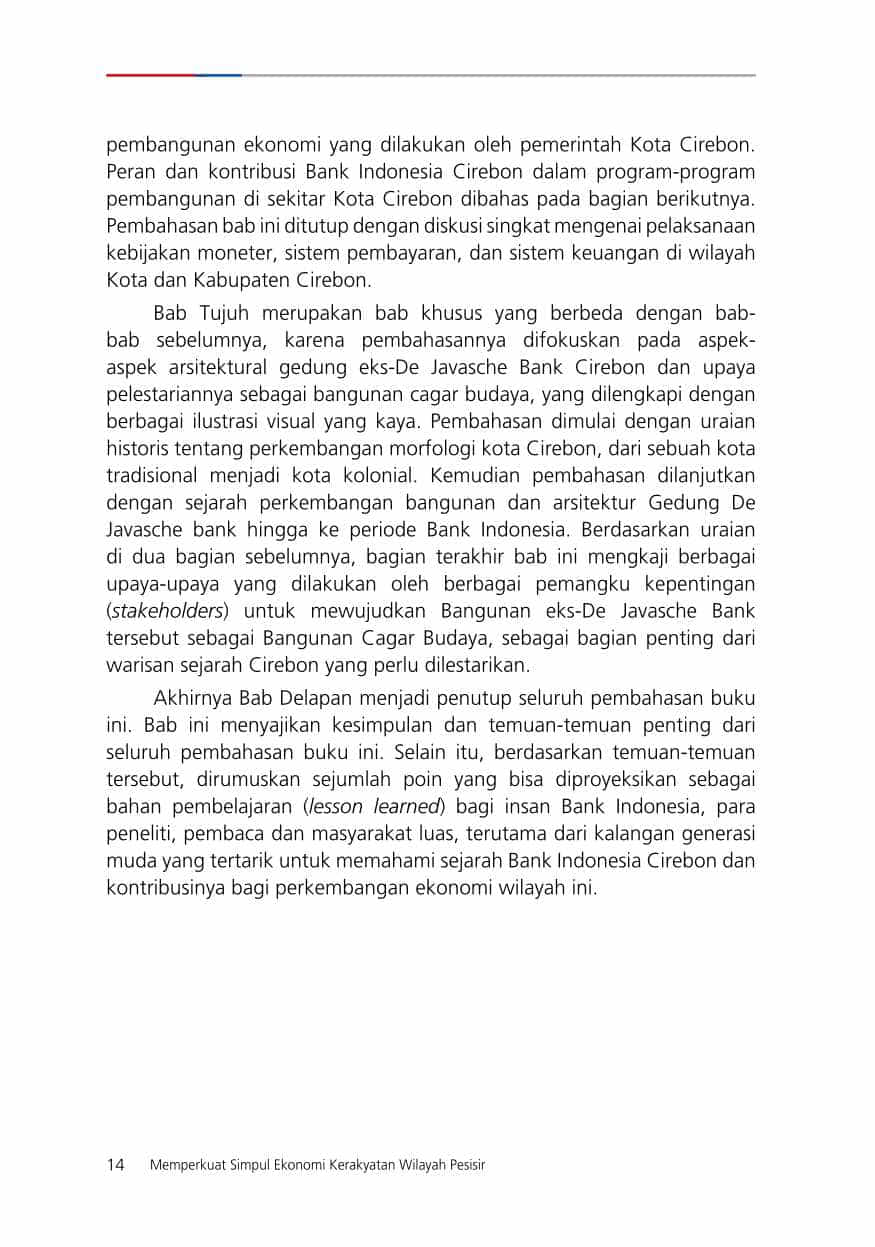 pembangunan ekonomi yang dilakukan oleh pemerintah Kota Cirebon.
Peran dan kontribusi Bank Indonesia Cirebon dalam program-program
pembangunan di sekitar Kota Cirebon dibahas pada bagian berikutnya.
Pembahasan bab ini ditutup dengan diskusi singkat mengenai pelaksanaan
kebijakan moneter, sistem pembayaran, dan sistem keuangan di wilayah
Kota dan Kabupaten Cirebon.
Bab Tujuh merupakan bab khusus yang berbeda dengan bab-
bab sebelumnya, karena pembahasannya difokuskan pada aspek-
aspek arsitektural gedung eks-De Javasche Bank Cirebon dan upaya
pelestariannya sebagai bangunan cagar budaya, yang dilengkapi dengan
berbagai ilustrasi visual yang kaya. Pembahasan dimulai dengan uraian
historis tentang perkembangan morfologi kota Cirebon, dari sebuah kota
tradisional menjadi kota kolonial. Kemudian pembahasan dilanjutkan
dengan sejarah perkembangan bangunan dan arsitektur Gedung De
Javasche bank hingga ke periode Bank Indonesia. Berdasarkan uraian
di dua bagian sebelumnya, bagian terakhir bab ini mengkaji berbagai
upaya-upaya yang dilakukan oleh berbagai pemangku kepentingan
(stakeholders) untuk mewujudkan Bangunan eks-De Javasche Bank
tersebut sebagai Bangunan Cagar Budaya, sebagai bagian penting dari
warisan sejarah Cirebon yang perlu dilestarikan.
Akhirnya Bab Delapan menjadi penutup seluruh pembahasan buku
ini. Bab ini menyajikan kesimpulan dan temuan-temuan penting dari
seluruh pembahasan buku ini. Selain itu, berdasarkan temuan-temuan
tersebut, dirumuskan sejumlah poin yang bisa diproyeksikan sebagai
bahan pembelajaran (lesson learned) bagi insan Bank Indonesia, para
peneliti, pembaca dan masyarakat luas, terutama dari kalangan generasi
muda yang tertarik untuk memahami sejarah Bank Indonesia Cirebon dan
kontribusinya bagi perkembangan ekonomi wilayah ini.
14 Memperkuat Simpul Ekonomi Kerakyatan Wilayah Pesisir